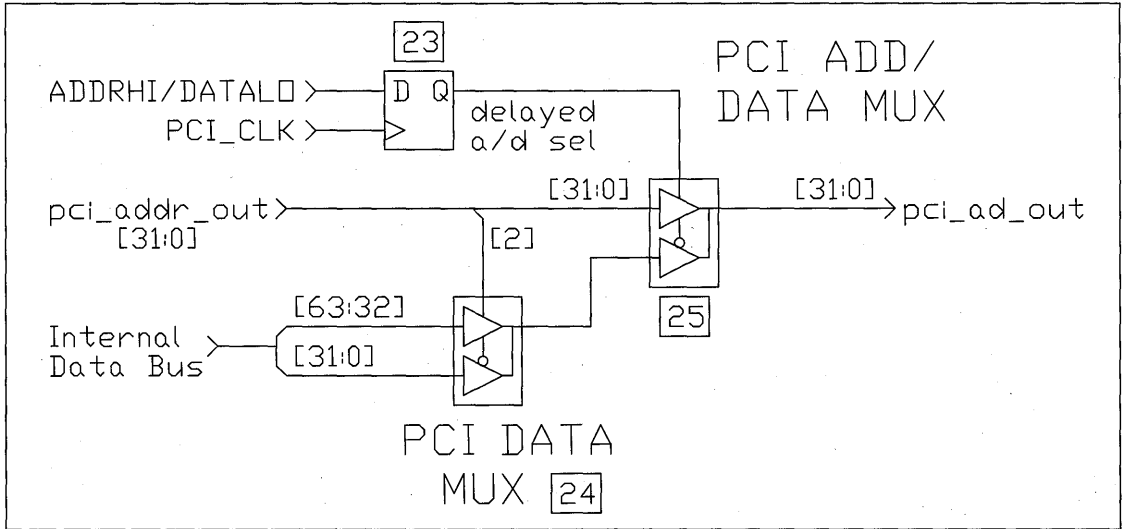 23
PCI ADD/
DATA MUX
ADDRHI/DATALO
D Q
PCI_CLK
delayed
a/d sel
pci_addr_out
[31:0]
[31:0]
[31:0]
pci_ad_out
[2]
25
Internal
Data Bus
[63:32]
[31:0]
PCI DATA
MUX 24